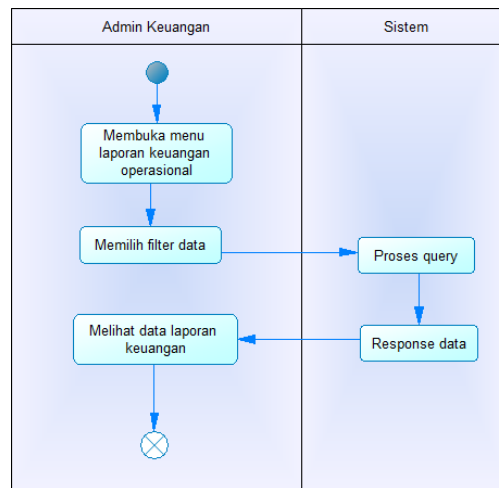 Admin Keuangan
Sistem
Membuka menu
laporan keuangan
operasional
Memilih filter data
Proses query
Melihat data laporan
keuangan
Response data